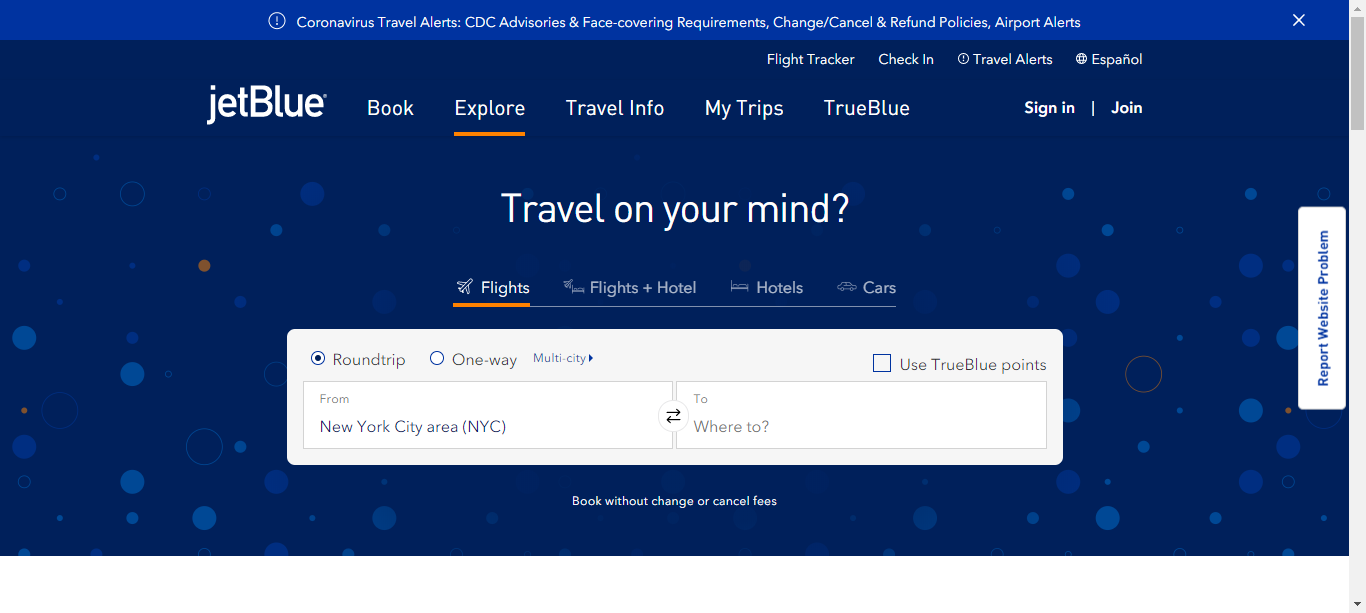 Coronavirus Travel Alerts: CDC Advisories & Face-covering Requirements, Change/Cancel & Refund Policies, Airport Alerts
Flight Tracker Check In Travel Alerts Español
jetBlue Book Explore Travel Info My Trips TrueBlue Sign in | Join
Travel on your mind?
Flights Flights + Hotel Hotels Cars
Roundtrip One-way Multi-city Use TrueBlue points
From To
New York City area (NYC) Where to?
Book without change or cancel fees
Report Website Problem